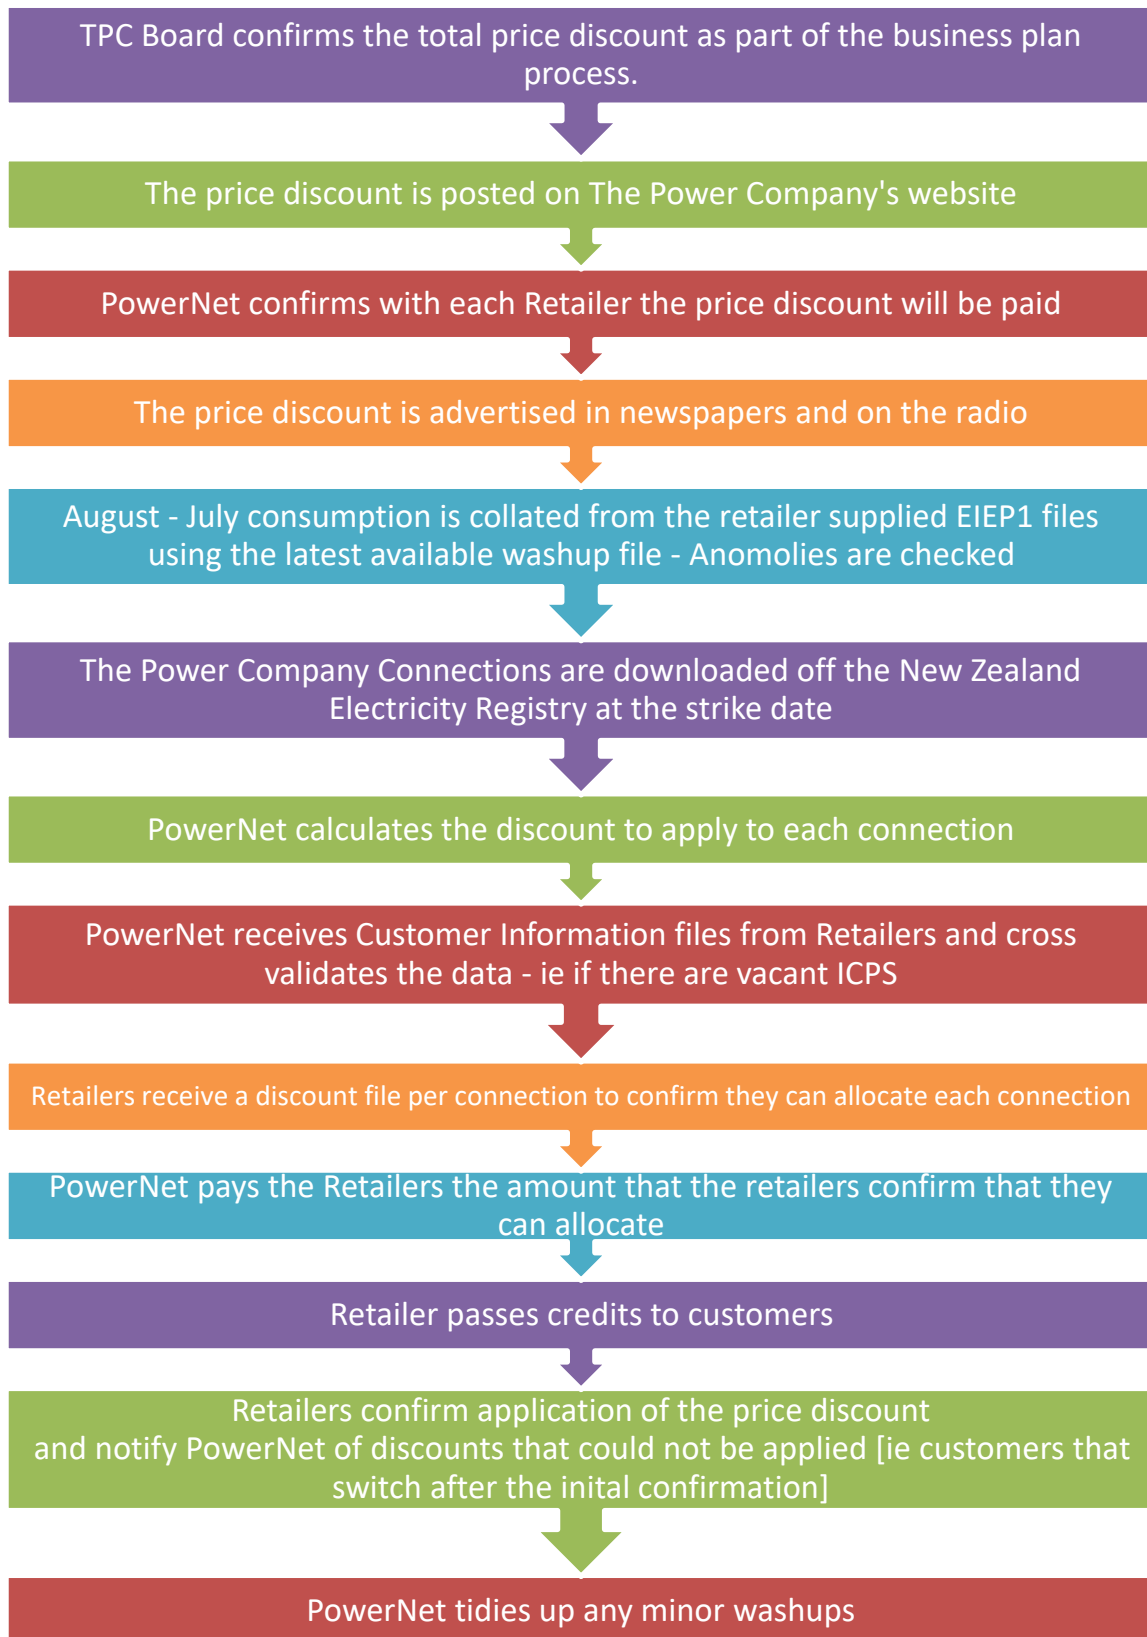 TPC Board confirms the total price discount as part of the business plan
process.
The price discount is posted on The Power Company's website
PowerNet confirms with each Retailer the price discount will be paid
The price discount is advertised in newspapers and on the radio
August - July consumption is collated from the retailer supplied EIEP1 files
using the latest available washup file - Anomolies are checked
The Power Company Connections are downloaded off the New Zealand
Electricity Registry at the strike date
PowerNet calculates the discount to apply to each connection
PowerNet receives Customer Information files from Retailers and cross
validates the data - ie if there are vacant ICPS
Retailers receive a discount file per connection to confirm they can allocate each connection
PowerNet pays the Retailers the amount that the retailers confirm that they
can allocate
Retailer passes credits to customers
Retailers confirm application of the price discount
and notify PowerNet of discounts that could not be applied [ie customers that
switch after the inital confirmation]
PowerNet tidies up any minor washups